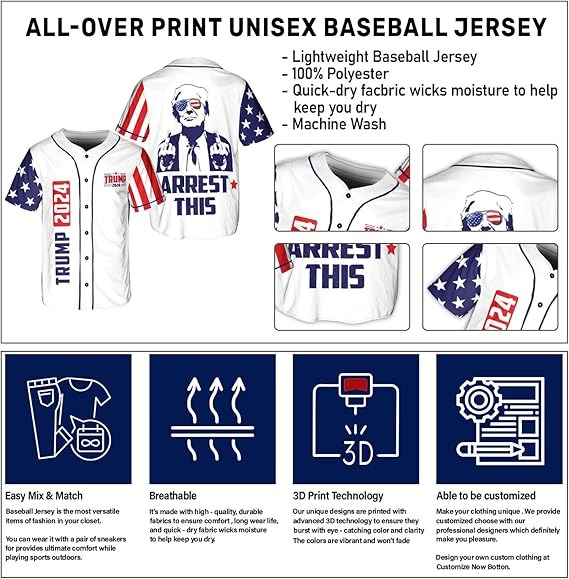 ALL-OVER PRINT UNISEX BASEBALL JERSEY
- Lightweight Baseball Jersey
- 100% Polyester
- Quick-dry facbric wicks moisture to help
keep you dry
- Machine Wash
ARREST
THIS
TRUMP 2024
TRUMP
2024
TRUMP
2024
ARREST
THIS
2024
3D
Easy Mix & Match
Baseball Jersey is the most versatile
items of fashion in your closet.
You can wear it with a pair of sneakers
for provides ultimate comfort while
playing sports outdoors.
Breathable
It's made with high - quality, durable
fabrics to ensure comfort , long wear life,
and quick - dry fabric wicks moisture
to help keep you dry.
3D Print Technology
Our unique designs are printed with
advanced 3D technology to ensure they
burst with eye - catching color and clarity
The colors are vibrant and won't fade
Able to be customized
Make your clothing unique . We provide
customized choose with our
professional designers which definitely
make you pleasure.
Design your own custom clothing at
Customize Now Botten.